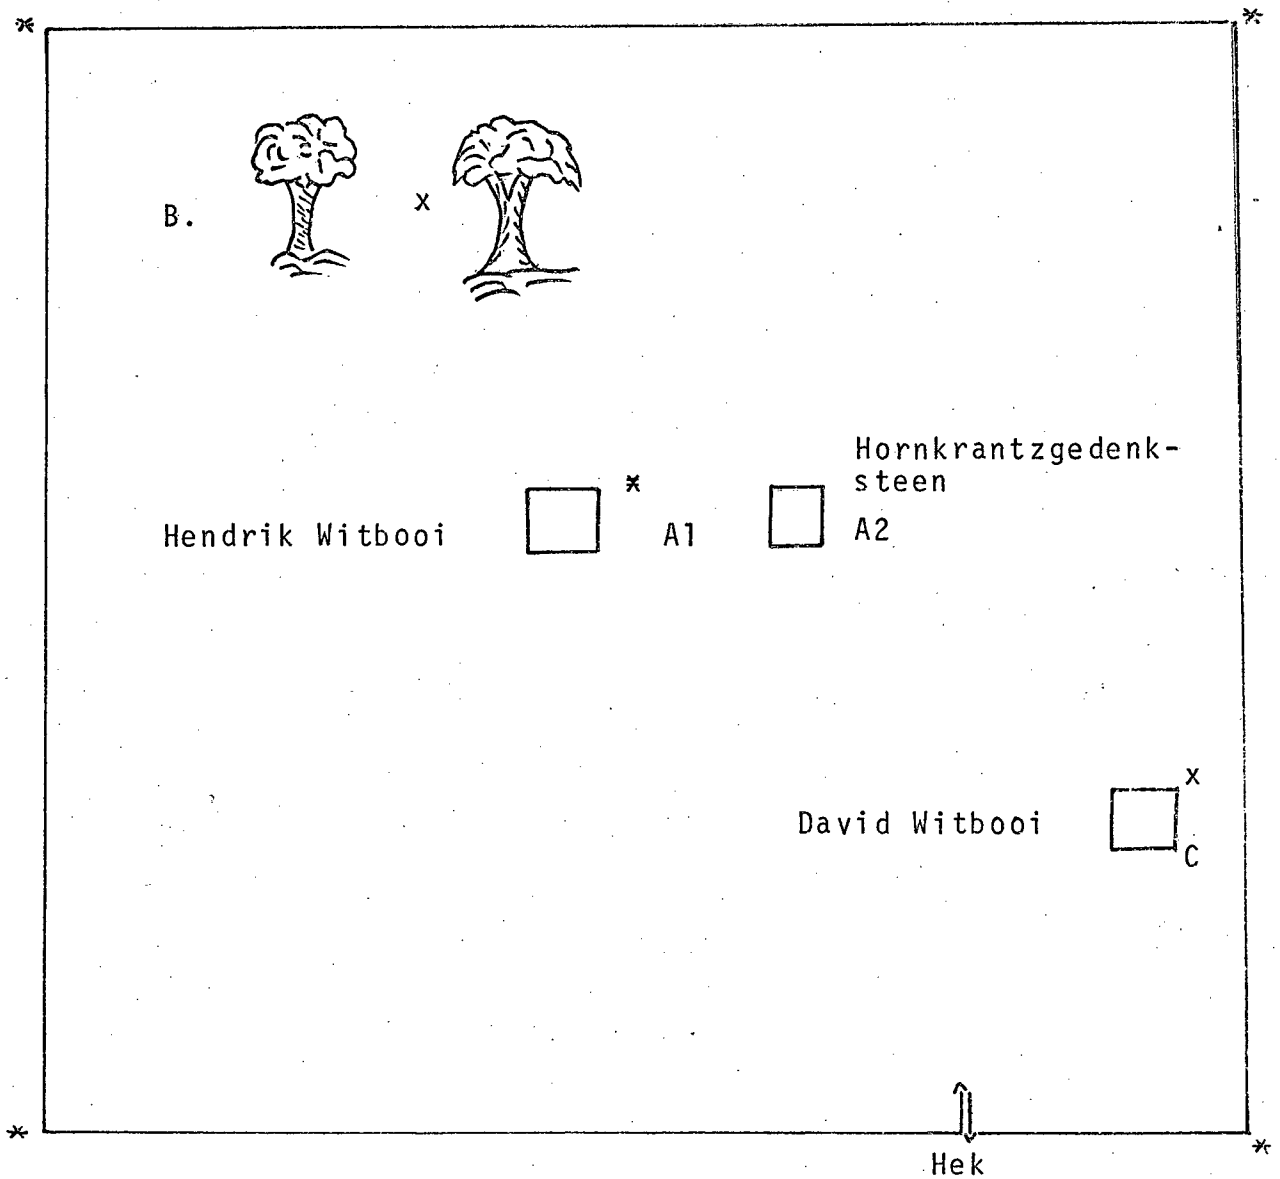 B.
x
Hornkrantzgedenk-
steen
Hendrik Witbooi
A1
A2
x
David Witbooi
C
Hek